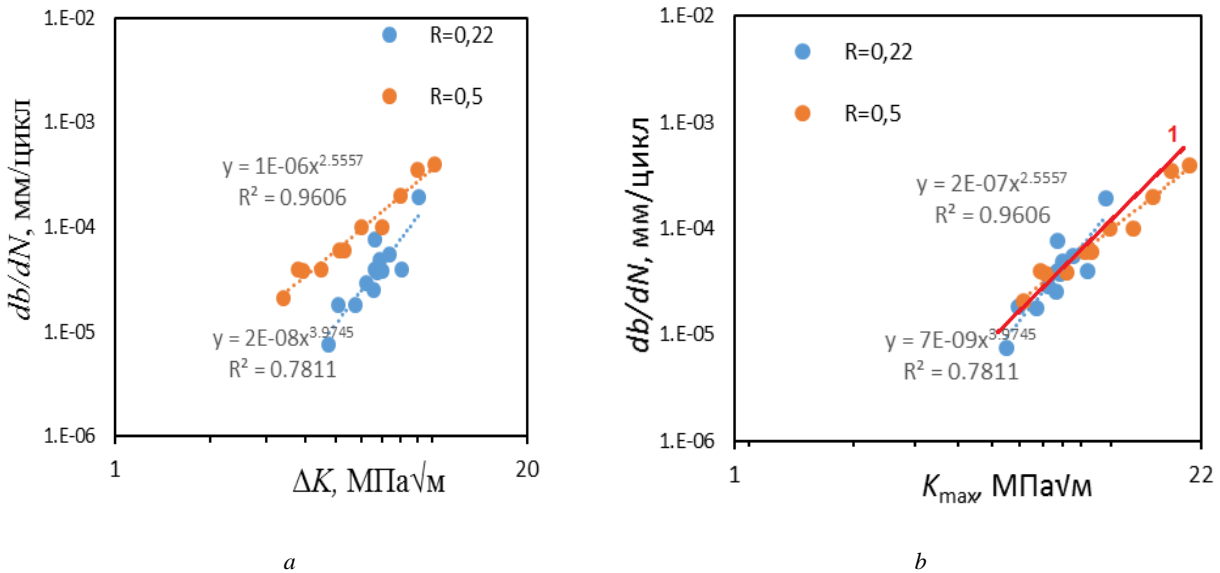 1.E-02
R=0,22
R=0,5
1.E-03
y = 1E-06x^2.5557
R² = 0.9606
1.E-04
1.E-05
y = 2E-08x^3.9745
R² = 0.7811
1.E-06
db/dN, мм/цикл
1
20
ΔK, МПа√м
a
1.E-02
R=0,22
R=0,5
1.E-03
1
y = 2E-07x^2.5557
R² = 0.9606
1.E-04
1.E-05
y = 7E-09x^3.9745
R² = 0.7811
1.E-06
db/dN, мм/цикл
1
22
Kmax, МПа√м
b